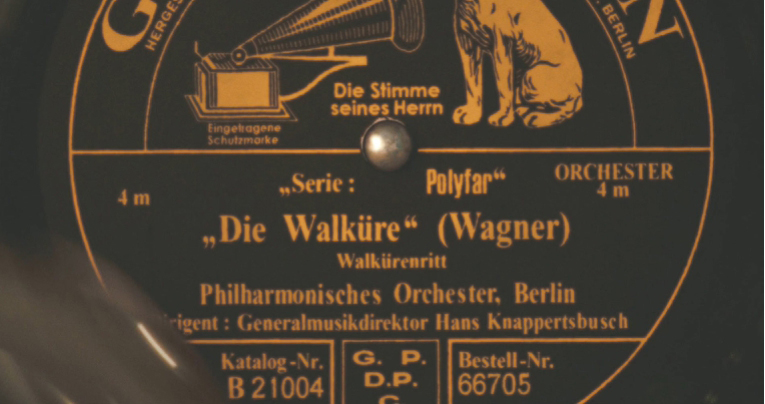 HERGES
BERLIN
Die Stimme
seines Herrn
Eingetragene
Schutzmarke
4 m
„Serie: Polyfar“
ORCHESTER
4 m
„Die Walküre“ (Wagner)
Walkürenritt
Philharmonisches Orchester, Berlin
rigent: Generalmusikdirektor Hans Knappertsbusch
Katalog-Nr.
B 21004
G. P.
D.P.
Bestell-Nr.
66705